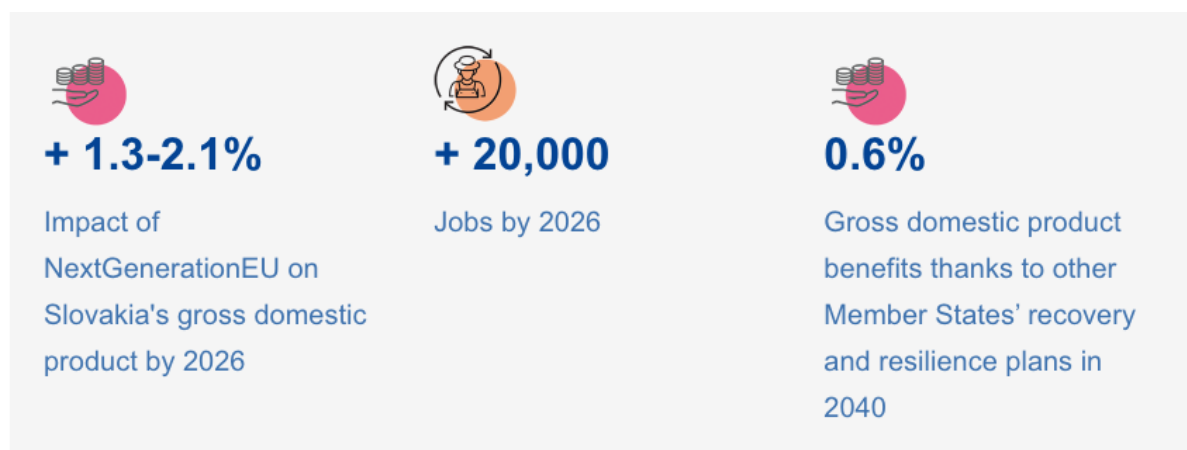 + 1.3-2.1%
Impact of
NextGenerationEU on
Slovakia's gross domestic
product by 2026
+ 20,000
Jobs by 2026
0.6%
Gross domestic product
benefits thanks to other
Member States’ recovery
and resilience plans in
2040